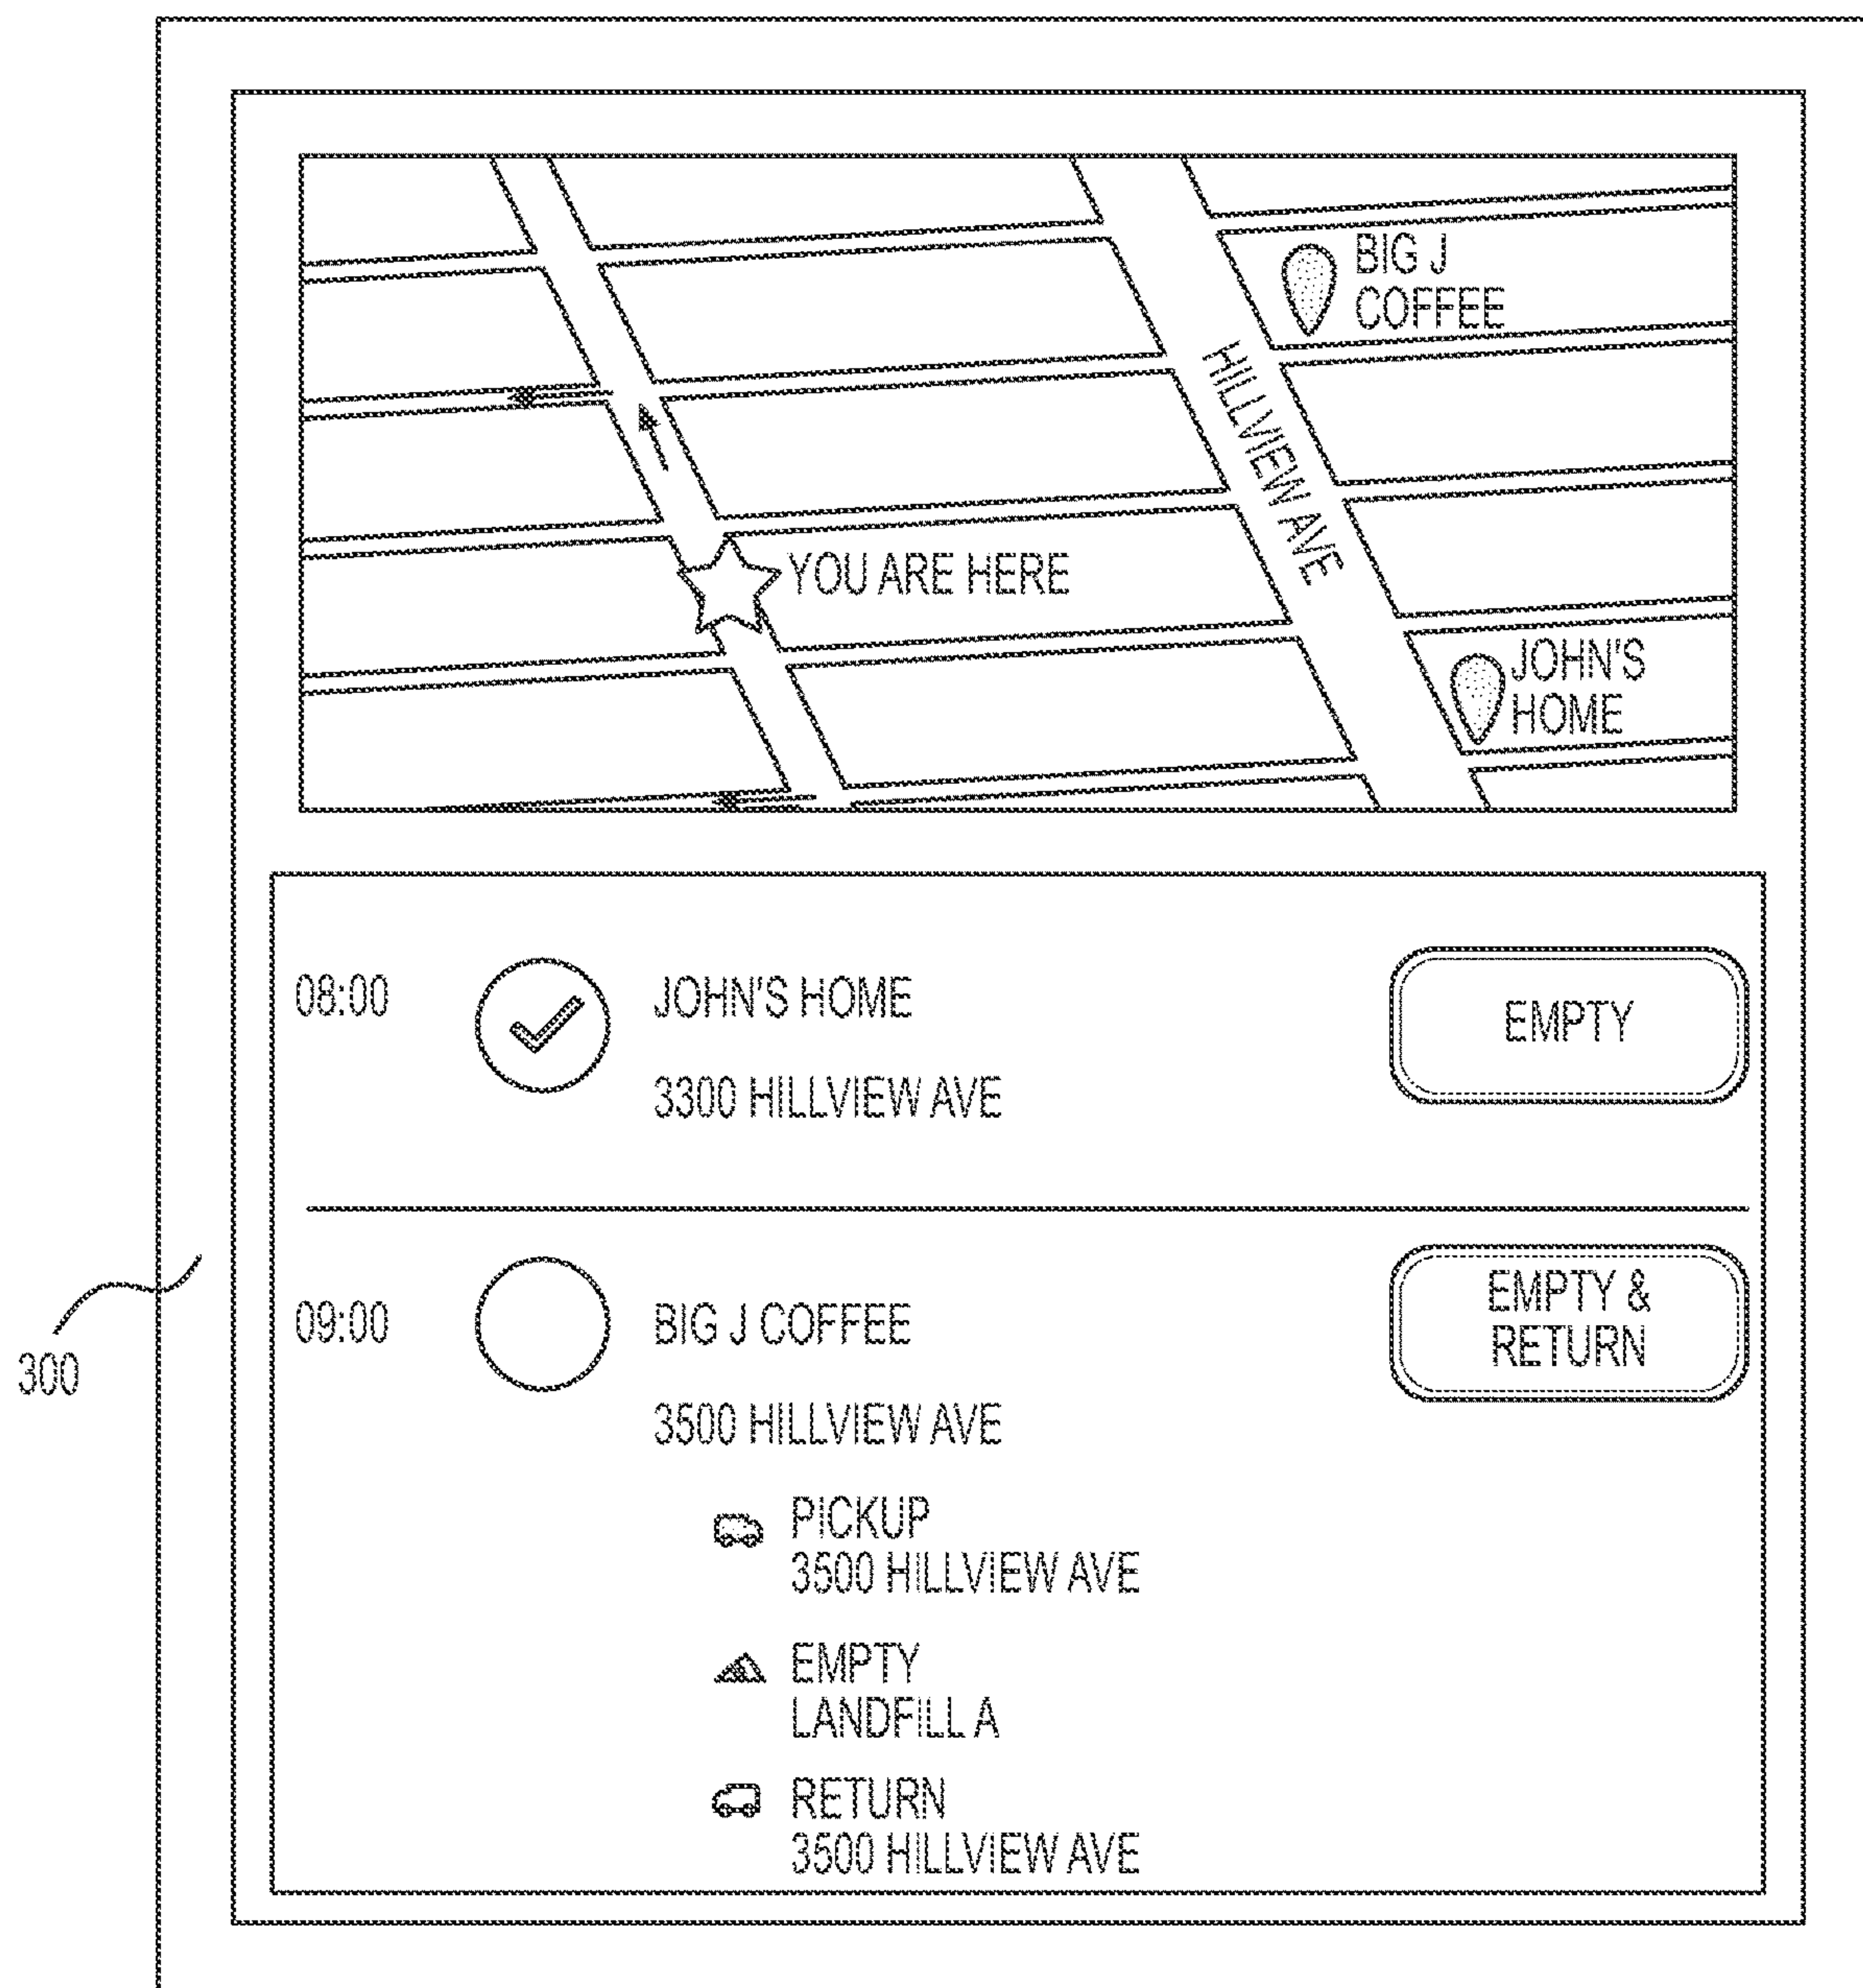 BIG J
COFFEE
HILLVIEW AVE
YOU ARE HERE
JOHN'S
HOME
08:00
JOHN'S HOME
EMPTY
3300 HILLVIEW AVE
300
09:00
BIG J COFFEE
EMPTY &
RETURN
3500 HILLVIEW AVE
PICKUP
3500 HILLVIEW AVE
EMPTY
LANDFILL A
RETURN
3500 HILLVIEW AVE